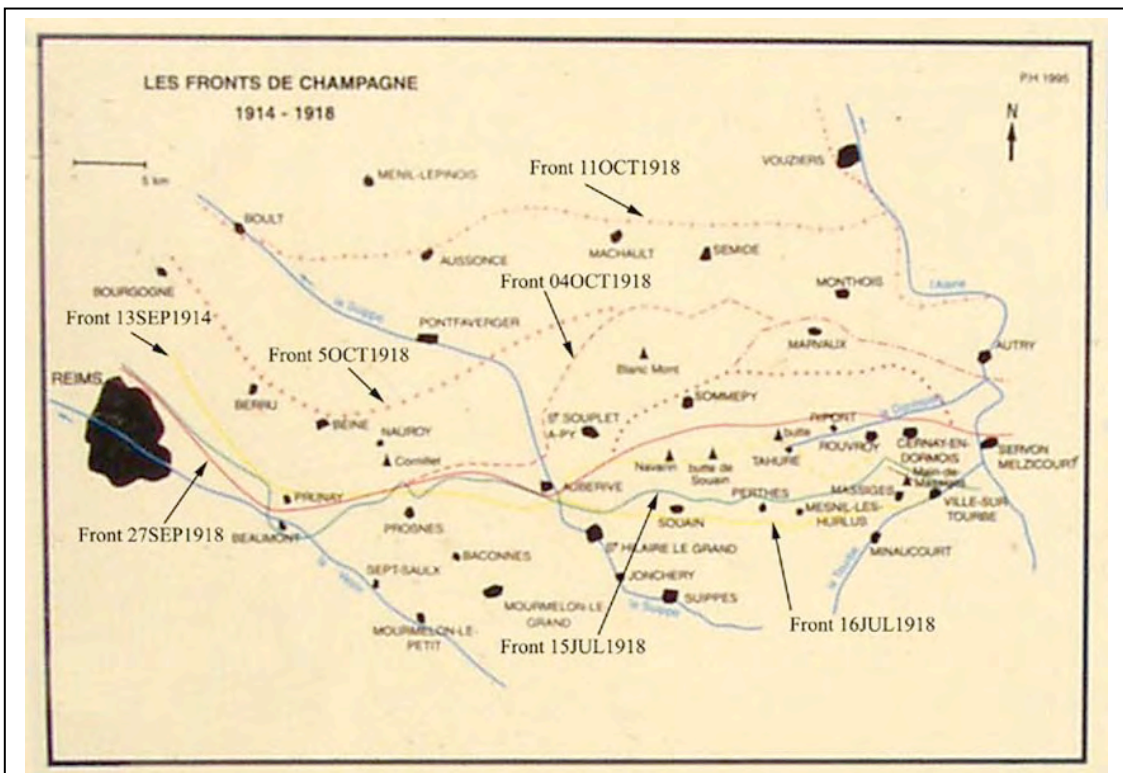 LES FRONTS DE CHAMPAGNE
1914 - 1918
P.H 1995
N
5 km
VOUZIERS
Front 11OCT1918
MENIL-LEPINOIS
BOULT
AUSSONCE
MACHAULT
SEMIDE
BOURGOGNE
Front 04OCT1918
MONTHOIS
l'Aisne
Front 13SEP1914
la Suippe
PONTFAVERGER
MARVAUX
AUTRY
Front 5OCT1918
Blanc Mont
REIMS
BERRU
SOMMEPY
BEINE
NAUROY
St SOUPLET
A-PY
butte
RIPONT
ROUVROY
CERNAY-EN-
DORMOIS
SERVON
MELZICOURT
Cornillet
Navarin
butte de
Souain
TAHURE
Main-de-
Massiges
AUBERIVE
PRUNAY
PERTHES
MASSIGES
VILLE-SUR-
TOURBE
PROSNES
SOUAIN
MESNIL-LES-
HURLUS
Front 27SEP1918
BEAUMONT
St HILAIRE LE GRAND
MINAUCOURT
BACONNES
la Vesle
SEPT-SAULX
JONCHERY
la Tourbe
MOURMELON-LE-
GRAND
SUIPPES
la Suippe
MOURMELON-LE-
PETIT
Front 15JUL1918
Front 16JUL1918